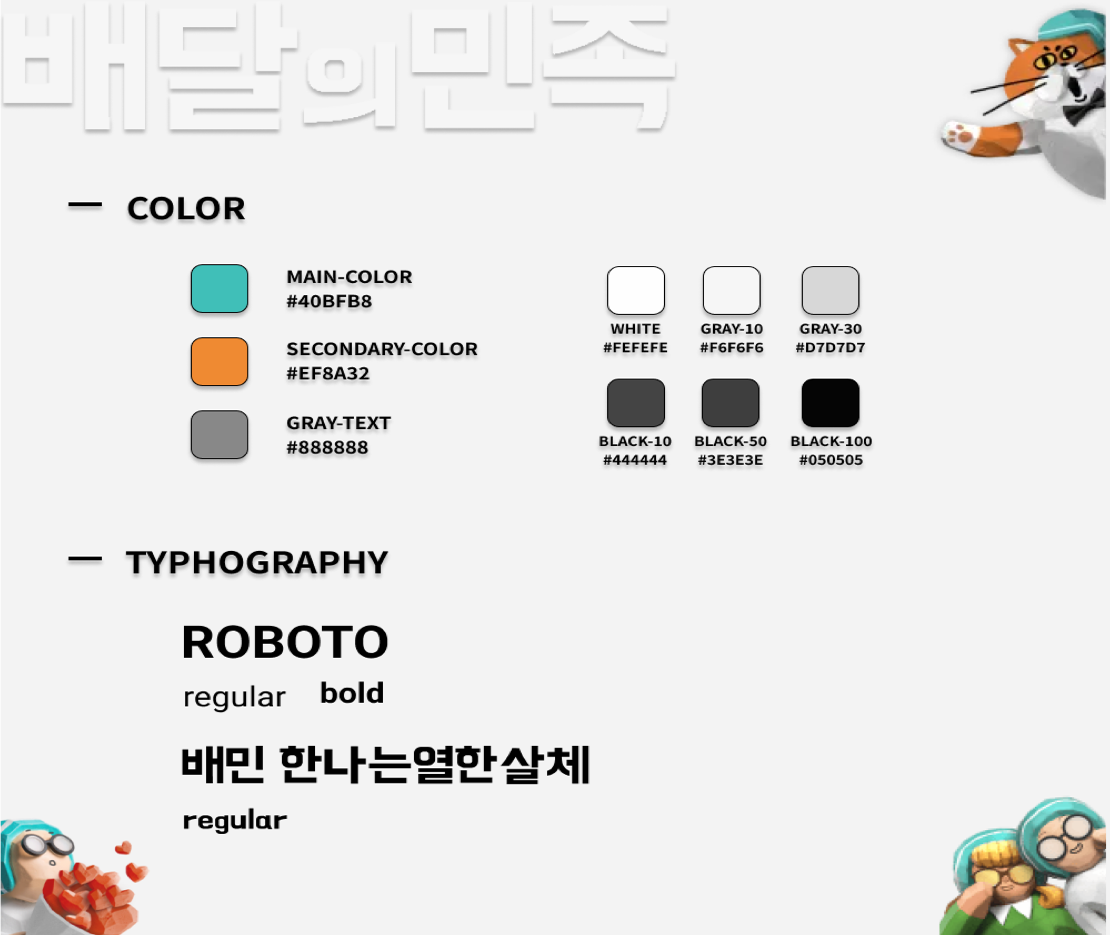 배달의민족
COLOR
MAIN-COLOR
#40BFB8
SECONDARY-COLOR
#EF8A32
GRAY-TEXT
#888888
WHITE GRAY-10 GRAY-30
#FEFEFE #F6F6F6 #D7D7D7
BLACK-10 BLACK-50 BLACK-100
#444444 #3E3E3E #050505
TYPHOGRAPHY
ROBOTO
regular bold
배민 한나는열한살체
regular